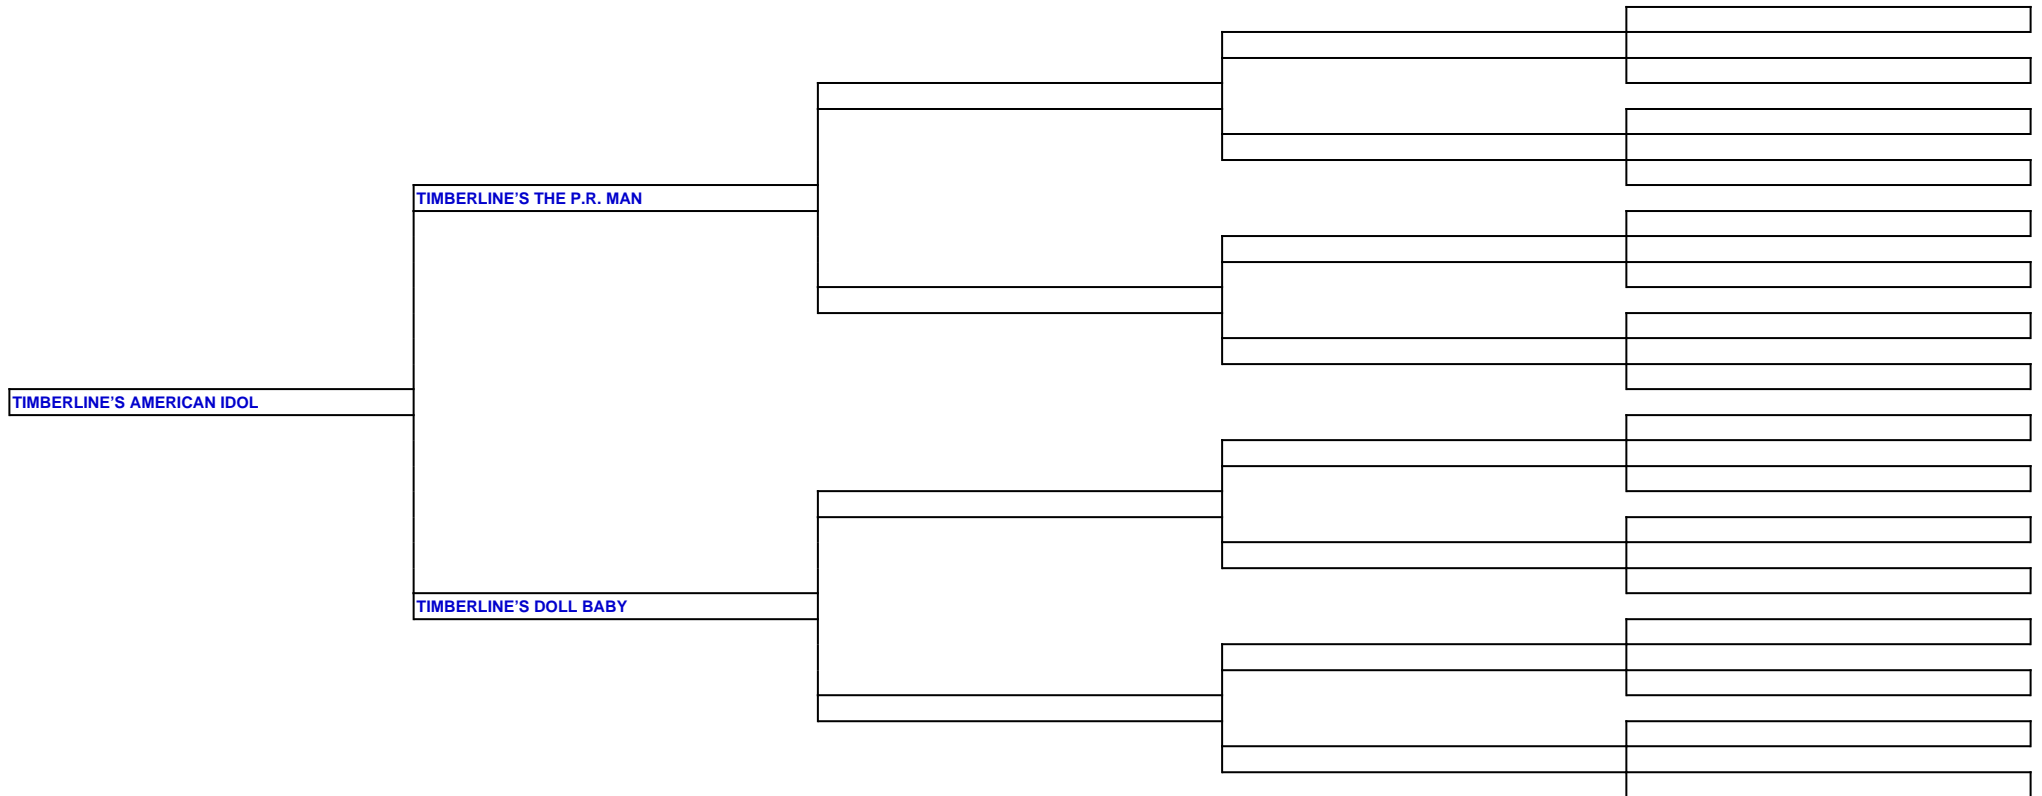 TIMBERLINE’S THE P.R. MAN
TIMBERLINE’S AMERICAN IDOL
TIMBERLINE’S DOLL BABY